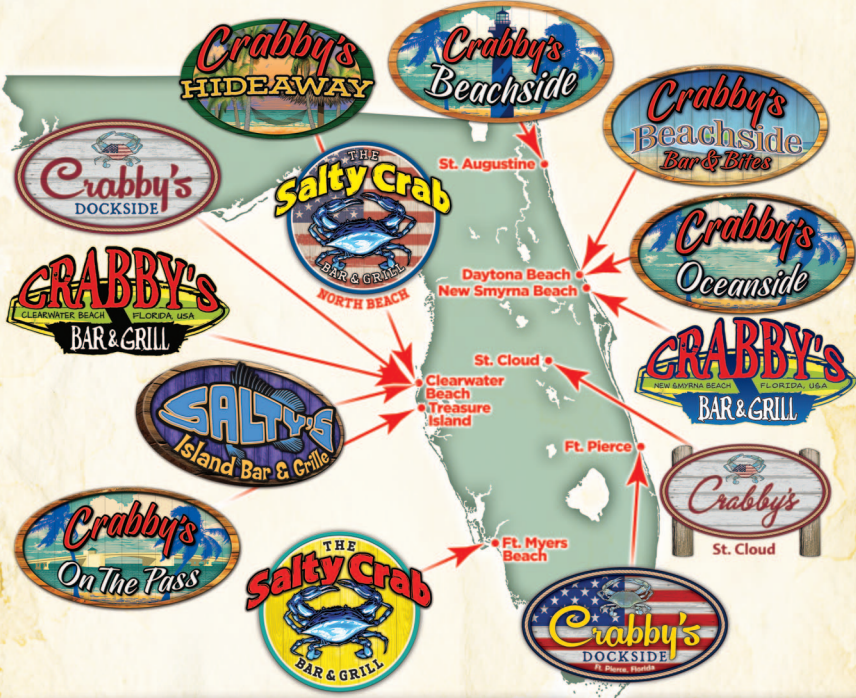 Crabby's
HIDEAWAY
Crabby's
Beachside
Crabby's
Beachside
Bar & Bites
Crabby's
DOCKSIDE
THE
Salty Crab
BAR & GRILL
NORTH BEACH
St. Augustine
Crabby's
Oceanside
Daytona Beach
New Smyrna Beach
CRABBY'S
CLEARWATER BEACH FLORIDA, USA
BAR & GRILL
CRABBY'S
NEW SMYRNA BEACH FLORIDA, USA
BAR & GRILL
St. Cloud
Clearwater
Beach
Treasure
Island
SALTY'S
Island Bar & Grille
Ft. Pierce
Crabby's
St. Cloud
Crabby's
On The Pass
Ft. Myers
Beach
THE
Salty Crab
BAR & GRILL
Crabby's
DOCKSIDE
Ft. Pierce, Florida